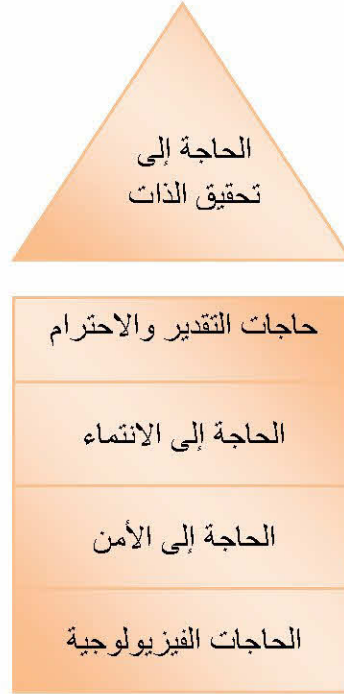 الحاجة إلى
تحقيق الذات
حاجات التقدير والاحترام
الحاجة إلى الانتماء
الحاجة إلى الأمن
الحاجات الفيزيولوجية